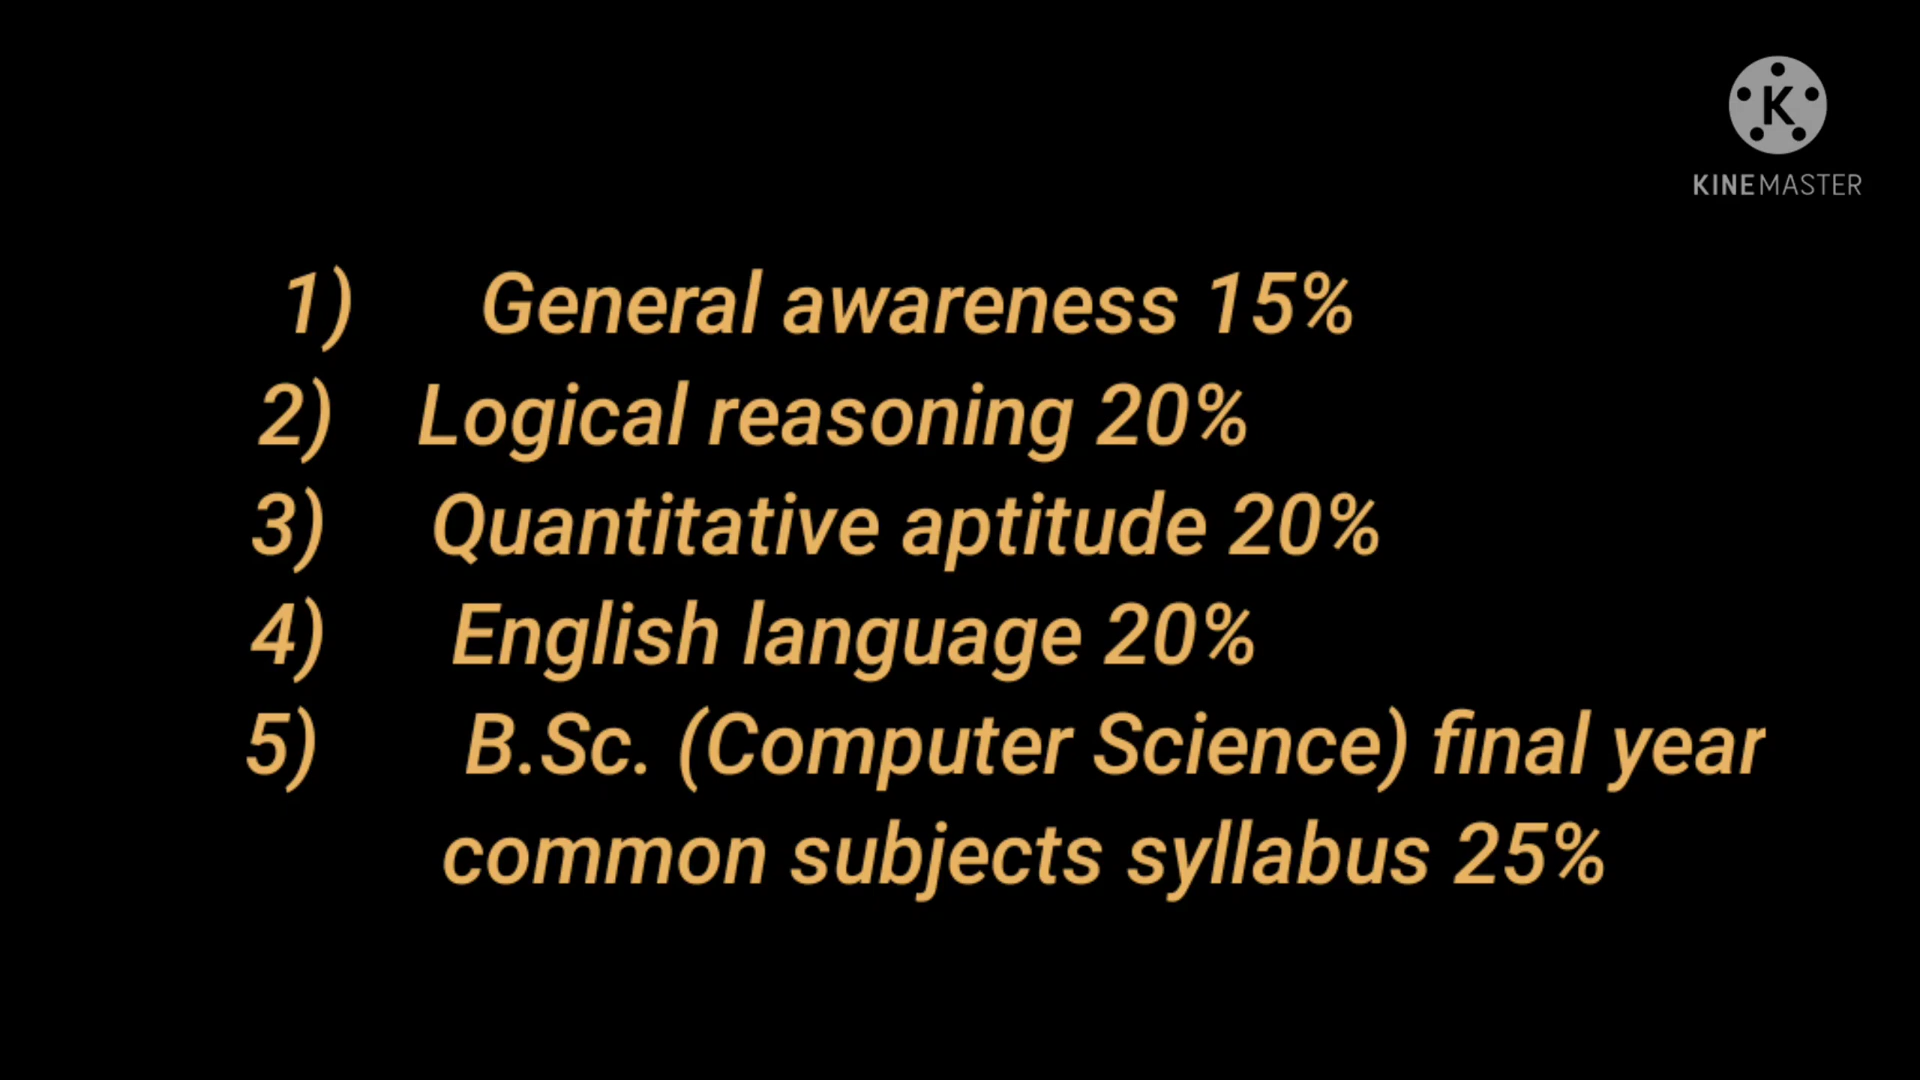 K
KINEMASTER
1) General awareness 15%
2) Logical reasoning 20%
3) Quantitative aptitude 20%
4) English language 20%
5) B.Sc. (Computer Science) final year
common subjects syllabus 25%